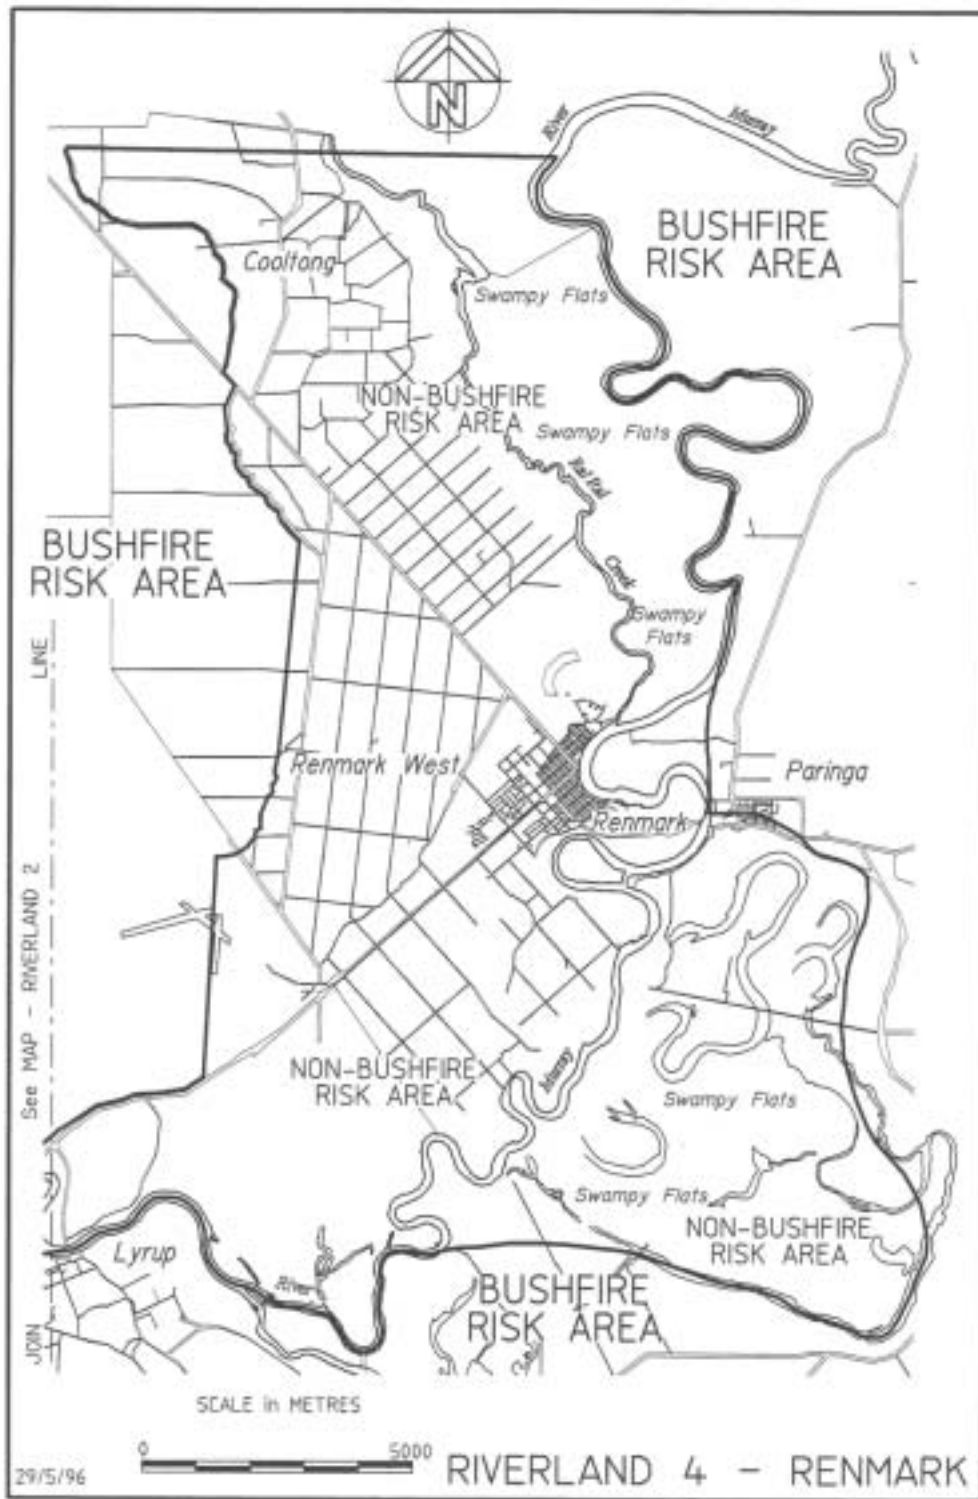 N
River
Murray
BUSHFIRE
RISK AREA
Cooltong
Swampy Flats
NON-BUSHFIRE
RISK AREA
Swampy Flats
Ral Ral
Creek
BUSHFIRE
RISK AREA
Swampy
Flats
Renmark West
Paringa
Renmark
JOIN See MAP - RIVERLAND 2 LINE
NON-BUSHFIRE
RISK AREA
Murray
Swampy Flats
Swampy Flats
NON-BUSHFIRE
RISK AREA
Lyrup
River
BUSHFIRE
RISK AREA
SCALE in METRES
0 5000
29/5/96
RIVERLAND 4 - RENMARK